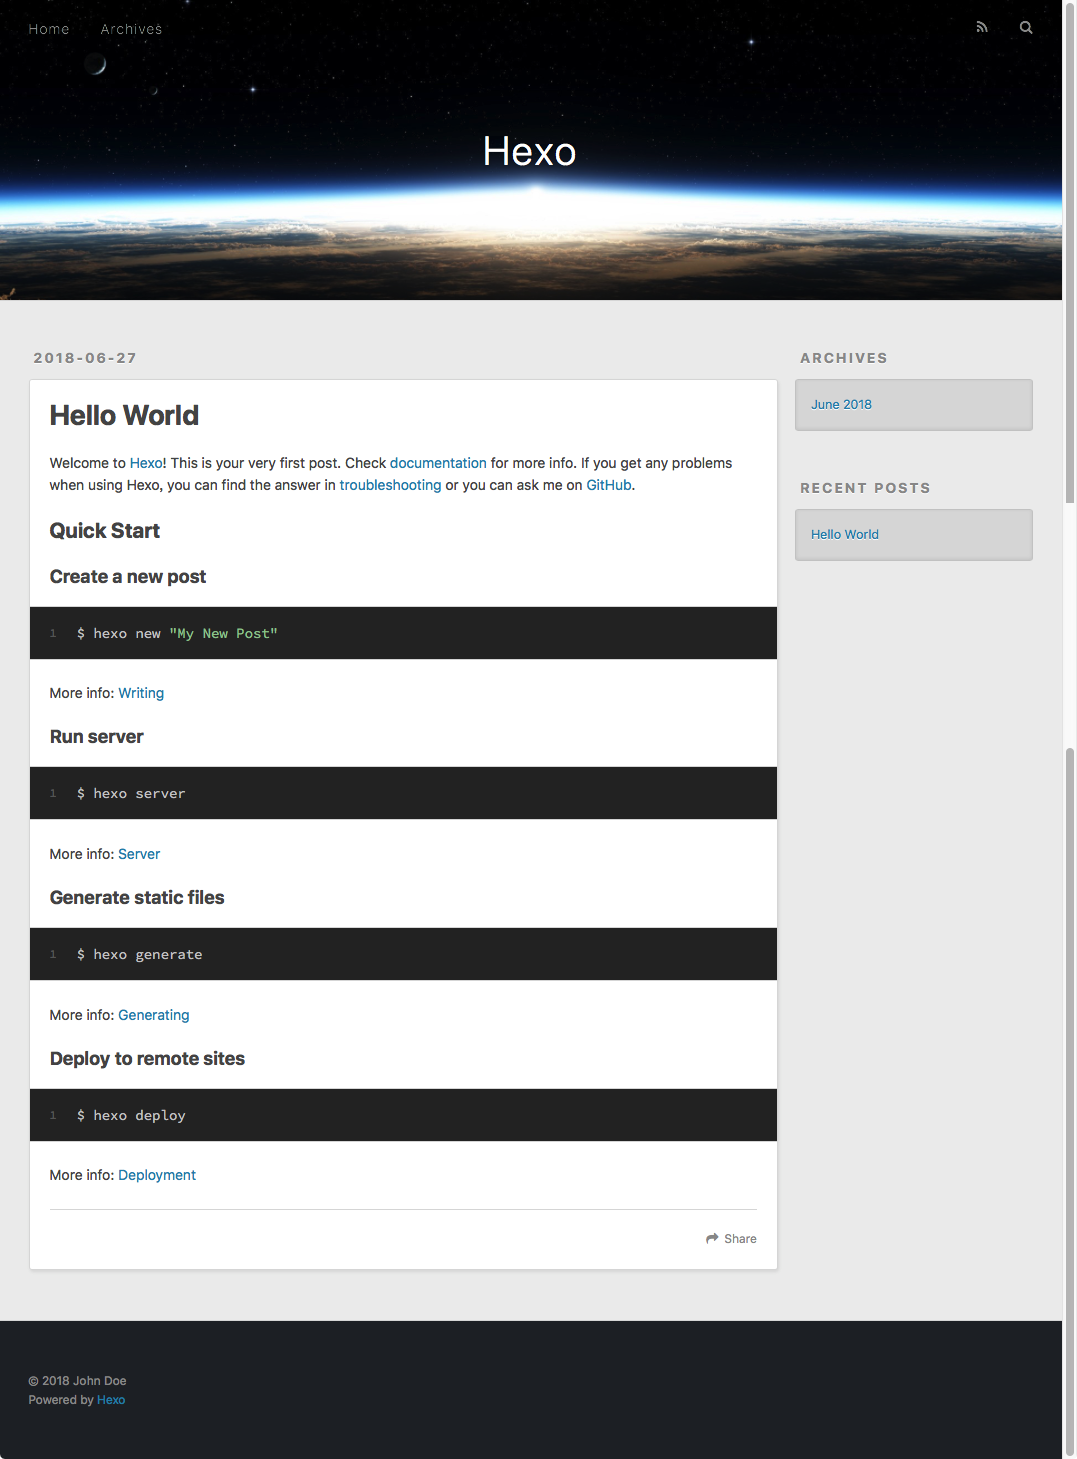 Home Archives
Hexo
2018-06-27
Hello World
Welcome to Hexo! This is your very first post. Check documentation for more info. If you get any problems
when using Hexo, you can find the answer in troubleshooting or you can ask me on GitHub.
Quick Start
Create a new post
1 $ hexo new "My New Post"
More info: Writing
Run server
1 $ hexo server
More info: Server
Generate static files
1 $ hexo generate
More info: Generating
Deploy to remote sites
1 $ hexo deploy
More info: Deployment
Share
ARCHIVES
June 2018
RECENT POSTS
Hello World
© 2018 John Doe
Powered by Hexo